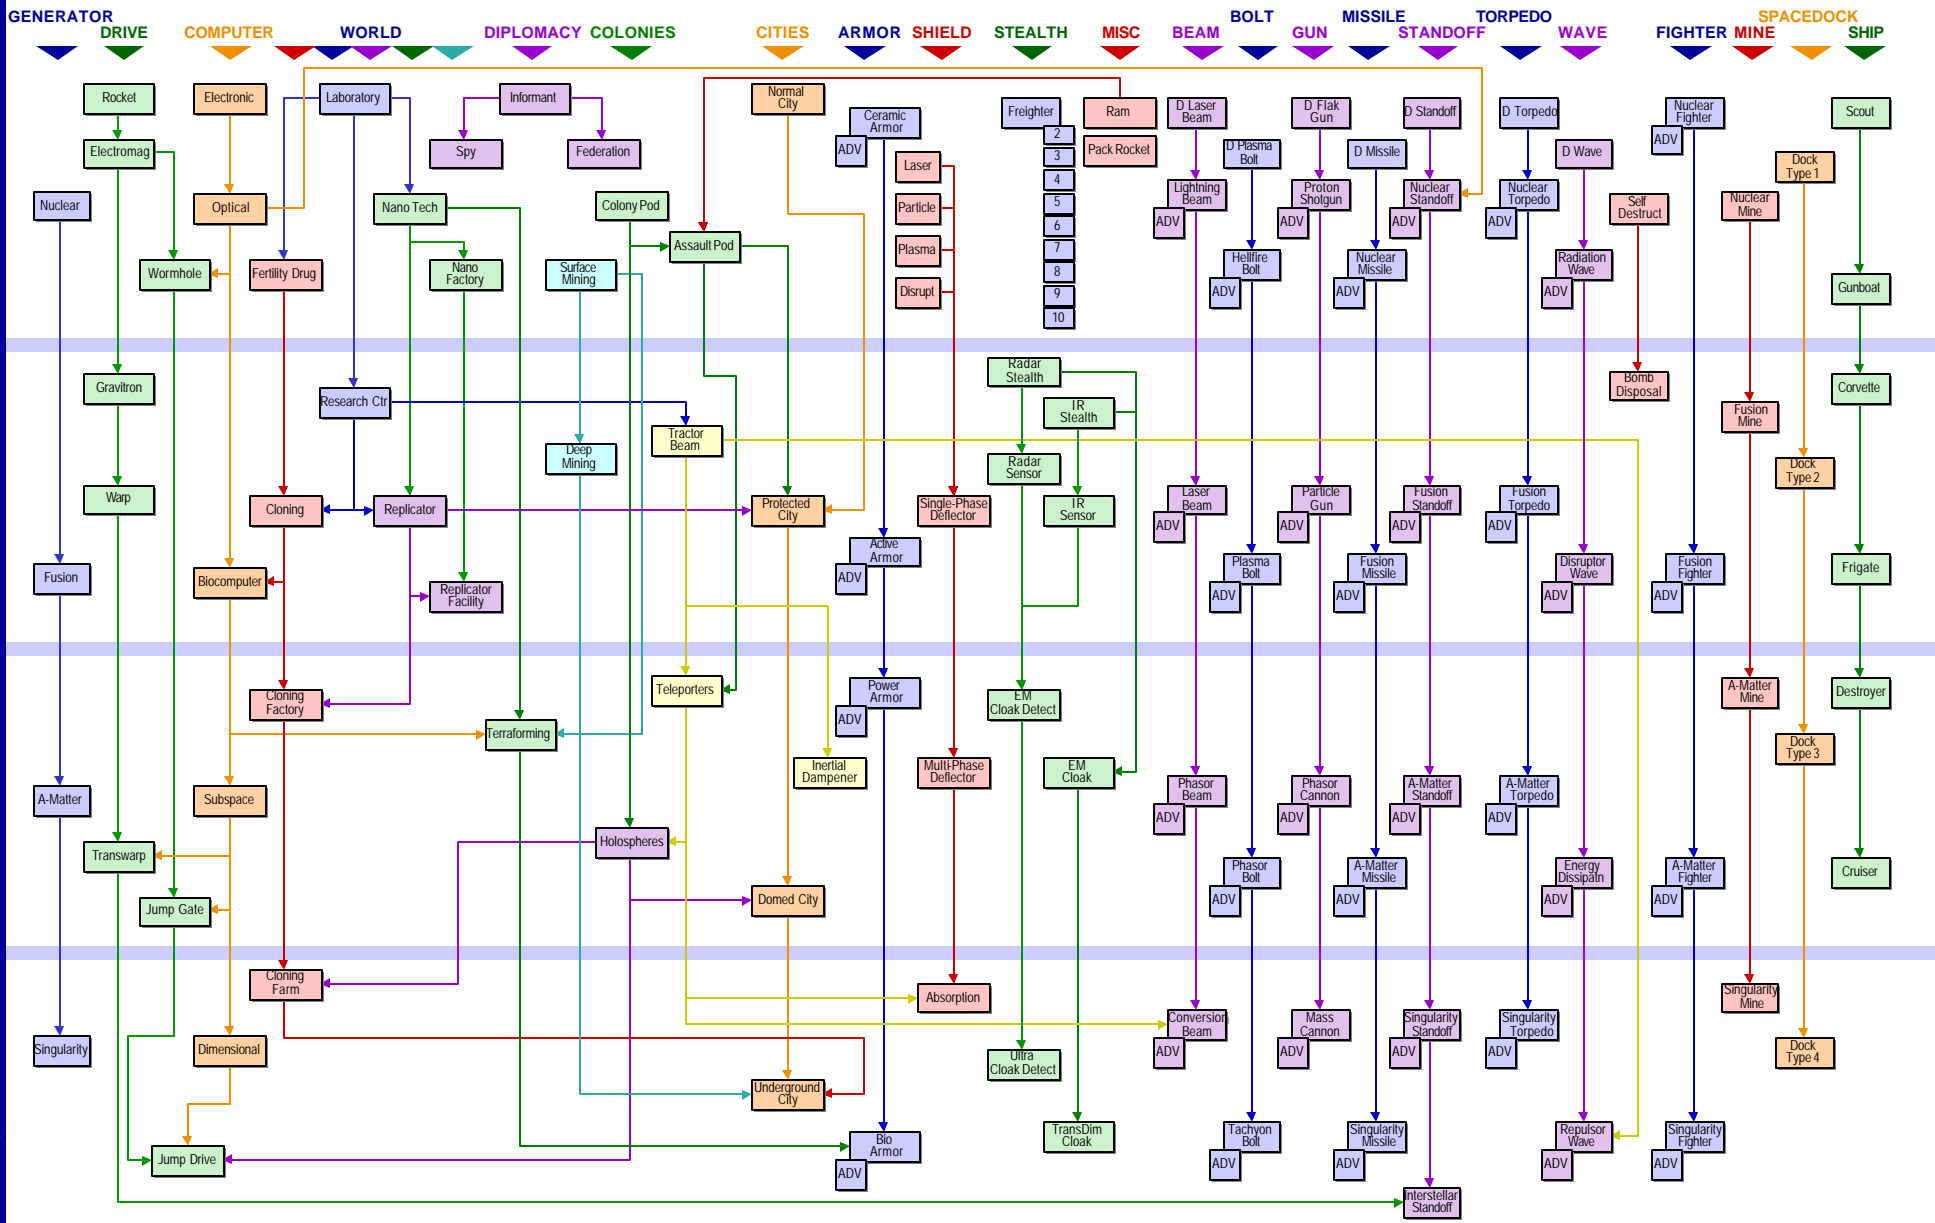 GENERATOR
DRIVE
COMPUTER
WORLD
DIPLOMACY
COLONIES
CITIES
ARMOR
SHIELD
STEALTH
MISC
BEAM
BOLT
GUN
MISSILE
STANDOFF
TORPEDO
WAVE
FIGHTER
MINE
SPACEDOCK
SHIP
Rocket
Electronic
Laboratory
Informant
Normal
City
Ceramic
Armor
ADV
Freighter
2
3
4
5
6
7
8
9
10
Ram
Pack Rocket
D Laser
Beam
D Plasma
Bolt
D Flak
Gun
D Missile
D Standoff
D Torpedo
D Wave
Nuclear
Fighter
ADV
Dock
Type 1
Scout
Electromag
Spy
Federation
Laser
Particle
Plasma
Disrupt
Nuclear
Optical
Nano Tech
Colony Pod
Assault Pod
Lightning
Beam
ADV
Proton
Shotgun
ADV
Nuclear
Standoff
ADV
Nuclear
Torpedo
ADV
Self
Destruct
Nuclear
Mine
Wormhole
Fertility Drug
Nano
Factory
Surface
Mining
Hellfire
Bolt
ADV
Nuclear
Missile
ADV
Radiation
Wave
ADV
Gunboat
Gravitron
Research Ctr
Radar
Stealth
IR
Stealth
Bomb
Disposal
Fusion
Mine
Corvette
Tractor
Beam
Deep
Mining
Radar
Sensor
Dock
Type 2
Warp
Cloning
Replicator
Protected
City
Single-Phase
Deflector
IR
Sensor
Laser
Beam
ADV
Particle
Gun
ADV
Fusion
Standoff
ADV
Fusion
Torpedo
ADV
Active
Armor
ADV
Fusion
Biocomputer
Replicator
Facility
Plasma
Bolt
ADV
Fusion
Missile
ADV
Disruptor
Wave
ADV
Fusion
Fighter
ADV
Frigate
Cloning
Factory
Teleporters
Power
Armor
ADV
EM
Cloak Detect
A-Matter
Mine
Destroyer
Terraforming
Dock
Type 3
Inertial
Dampener
Multi-Phase
Deflector
EM
Cloak
A-Matter
Subspace
Phasor
Beam
ADV
Phasor
Cannon
ADV
A-Matter
Standoff
ADV
A-Matter
Torpedo
ADV
Transwarp
Holospheres
Phasor
Bolt
ADV
A-Matter
Missile
ADV
Energy
Dissipatn
ADV
A-Matter
Fighter
ADV
Cruiser
Jump Gate
Domed City
Cloning
Farm
Absorption
Singularity
Mine
Conversion
Beam
ADV
Mass
Cannon
ADV
Singularity
Standoff
ADV
Singularity
Torpedo
ADV
Singularity
Dimensional
Ultra
Cloak Detect
Dock
Type 4
Underground
City
Jump Drive
Bio
Armor
ADV
TransDim
Cloak
Tachyon
Bolt
ADV
Singularity
Missile
ADV
Repulsor
Wave
ADV
Singularity
Fighter
ADV
Interstellar
Standoff